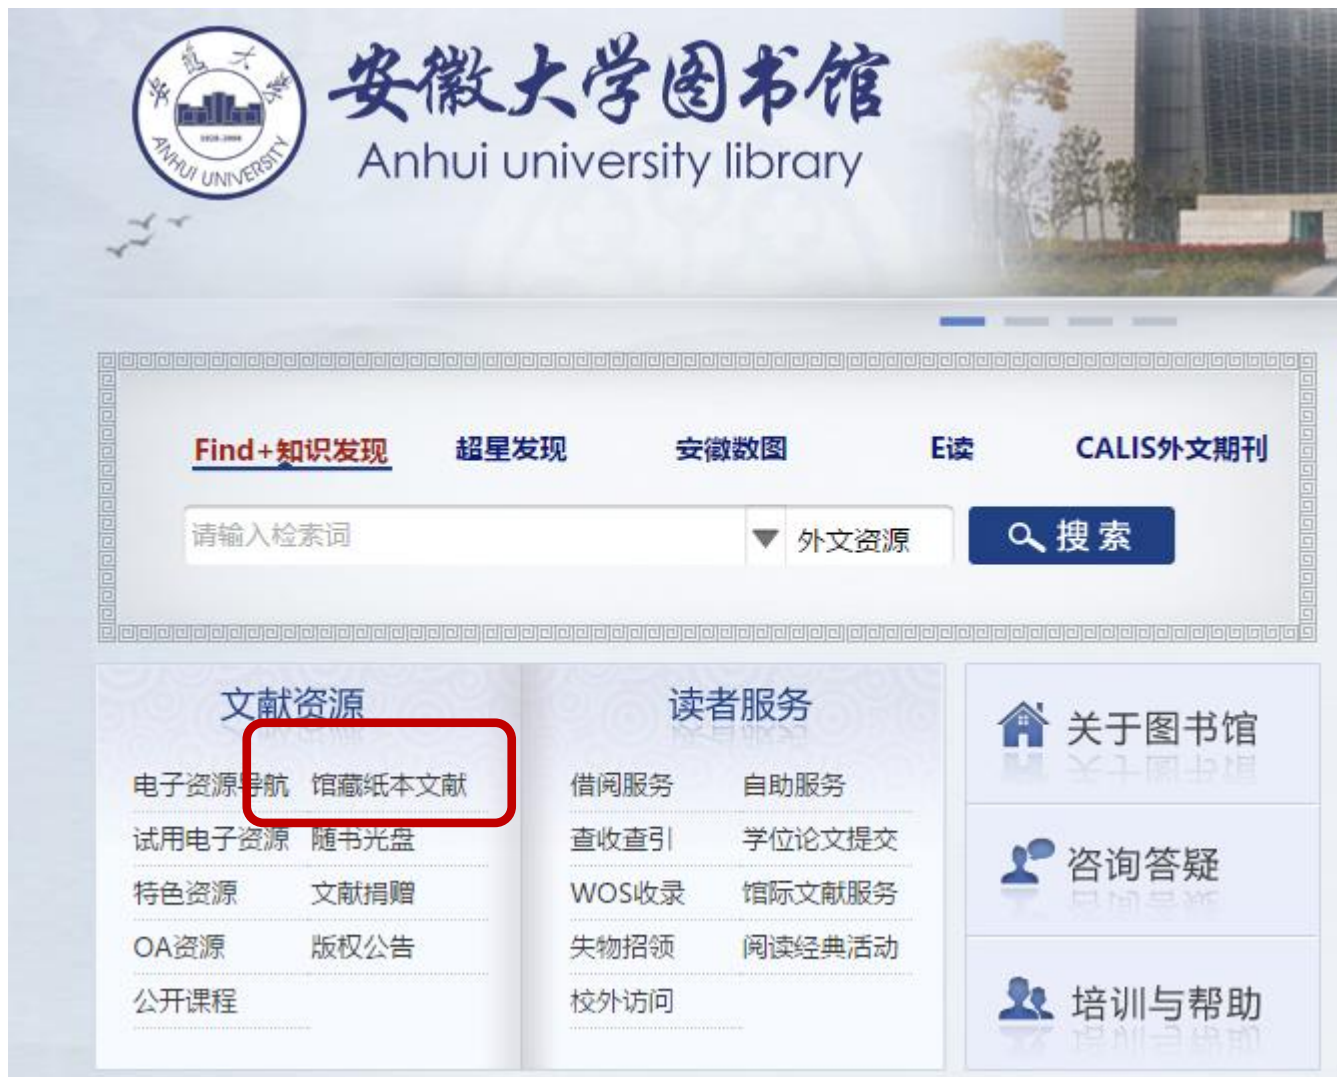 安徽大学
ANHUI UNIVERSITY
1928-2008
安徽大学图书馆
Anhui university library
Find+知识发现 超星发现 安徽数图 E读 CALIS外文期刊
请输入检索词 外文资源 搜索
文献资源 读者服务
关于图书馆
电子资源导航 馆藏纸本文献 借阅服务 自助服务
试用电子资源 随书光盘 查收查引 学位论文提交
咨询答疑
特色资源 文献捐赠 WOS收录 馆际文献服务
OA资源 版权公告 失物招领 阅读经典活动
公开课程 校外访问
培训与帮助